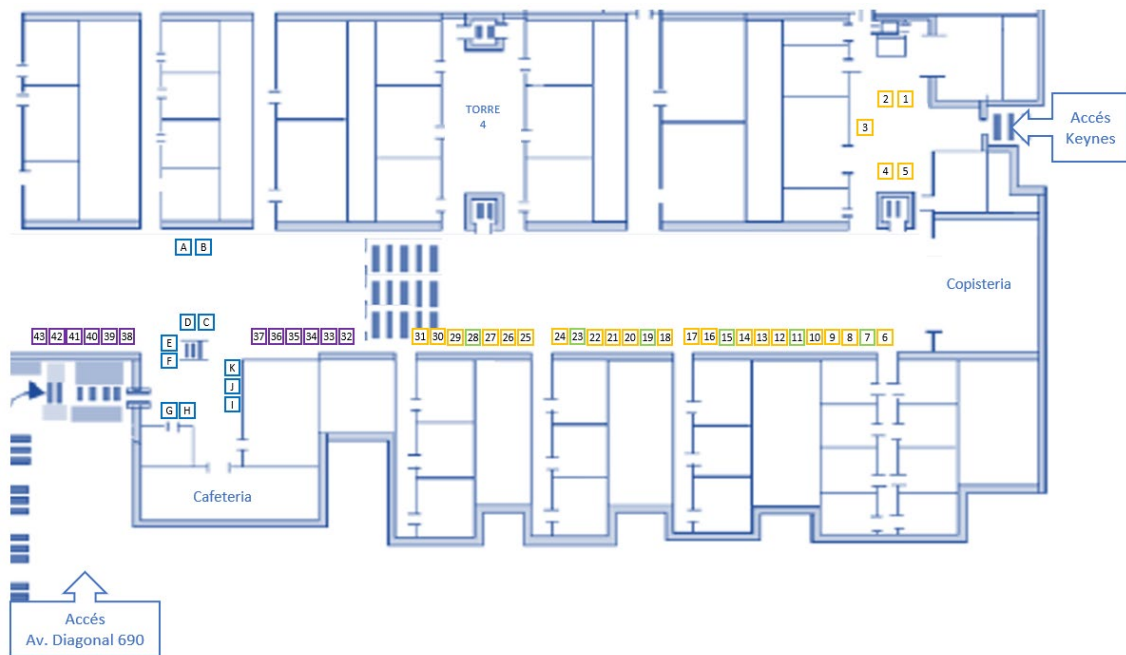 TORRE
4
2 1
3
4 5
Accés
Keynes
A B
D C
E
F
K
J
I
G H
Copisteria
43 42 41 40 39 38
37 36 35 34 33 32
31 30 29 28 27 26 25
24 23 22 21 20 19 18
17 16 15 14 13 12 11 10 9 8 7 6
Cafeteria
Accés
Av. Diagonal 690